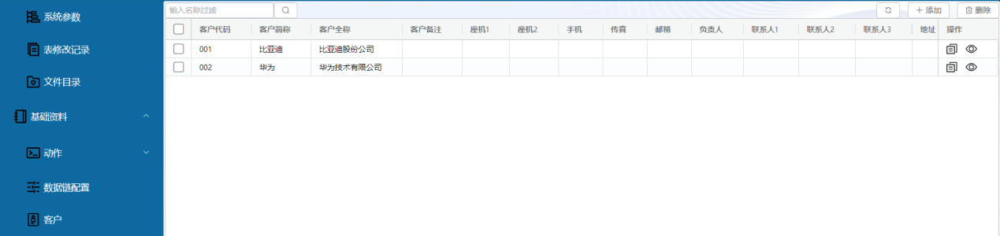 系统参数
表修改记录
文件目录
基础资料
动作
数据链配置
客户
输入名称过滤
添加 删除
客户代码 客户简称 客户全称 客户备注 座机1 座机2 手机 传真 邮箱 负责人 联系人1 联系人2 联系人3 地址 操作
001 比亚迪 比亚迪股份公司
002 华为 华为技术有限公司